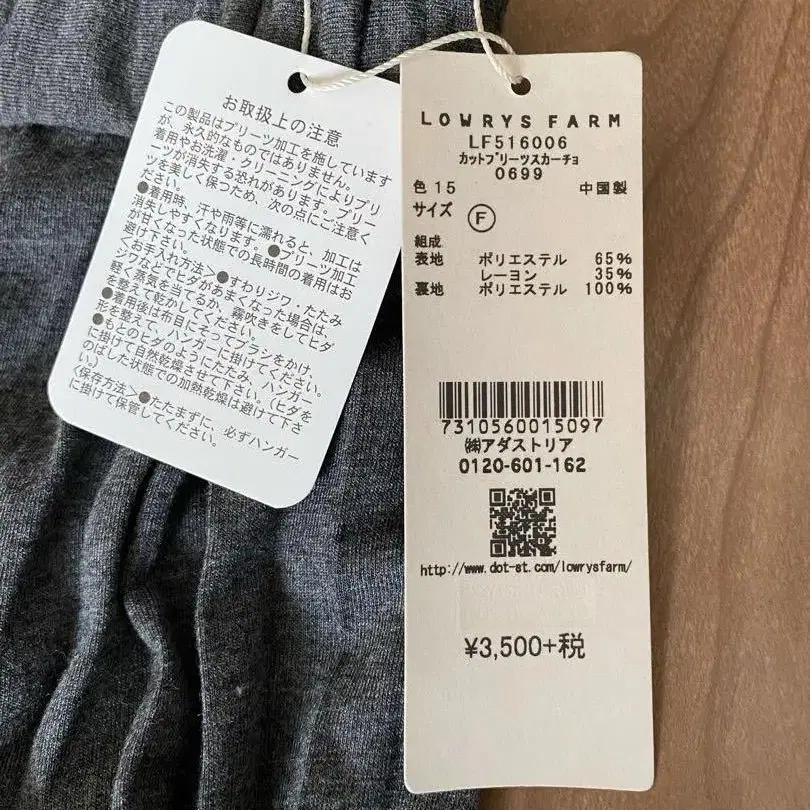 お取扱上の注意
この製品はプリーツ加工を施しています
が、永久的なものではありません。
着用やお洗濯・クリーニングによりプリ
ーツが消失する恐れがあります。プリー
ツを美しく保つため、次の点にご注意く
ださい。
●着用時、汗や雨等に濡れると、加工は
消失しやすくなります。●プリーツ加工
が甘くなった状態での長時間の着用はお
避け下さい。
〈お手入れ方法〉●すわりジワ・たたみ
ジワなどでヒダがあまくなった場合は、
軽く蒸気を当てるか、霧吹きをしてヒダ
を整えて乾かしてください。
●着用後は布目にそってブラシをかけ、
形を整えて、ハンガーに掛けてください。
●もとのヒダのようにたたみ、ハンガー
に掛けて自然乾燥させて下さい。(ヒダを
のばした状態での加熱乾燥は避けて下さ
い。)
〈保存方法〉●たたまずに、必ずハンガー
に掛けて保管してください。
LOWRYS FARM
LF516006
カットプリーツスカーチョ
0699
色 15 中国製
サイズ F
組成
表地 ポリエステル 65%
レーヨン 35%
裏地 ポリエステル 100%
7310560015097
㈱アダストリア
0120-601-162
http://www.dot-st.com/lowrysfarm/
¥3,500+税